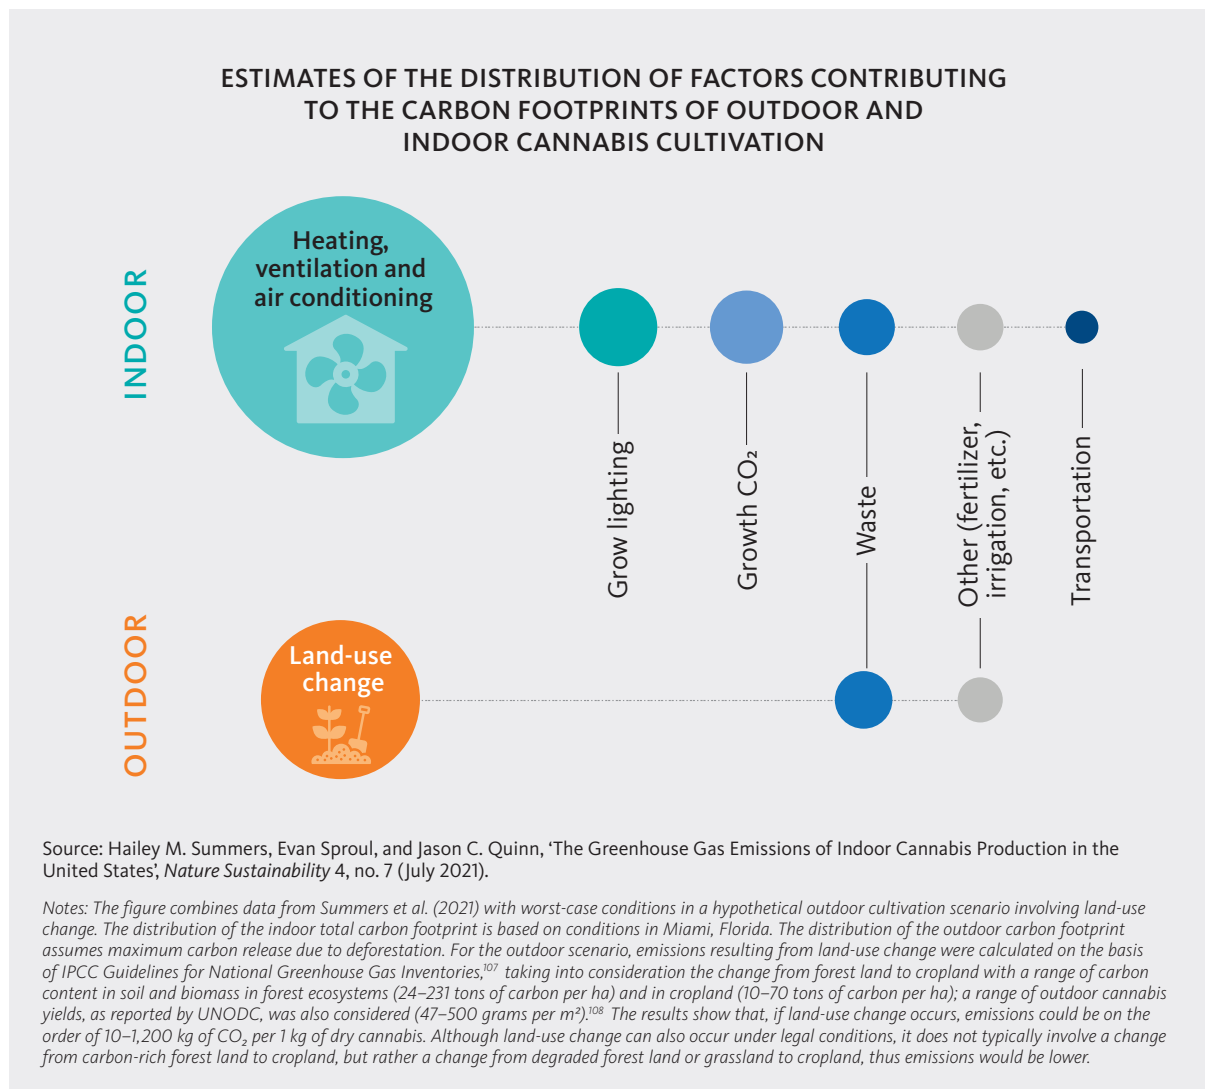 ESTIMATES OF THE DISTRIBUTION OF FACTORS CONTRIBUTING
TO THE CARBON FOOTPRINTS OF OUTDOOR AND
INDOOR CANNABIS CULTIVATION
INDOOR
Heating,
ventilation and
air conditioning
Grow lighting
Growth CO₂
Waste
Other (fertilizer,
irrigation, etc.)
Transportation
OUTDOOR
Land-use
change
Source: Hailey M. Summers, Evan Sproul, and Jason C. Quinn, ‘The Greenhouse Gas Emissions of Indoor Cannabis Production in the
United States’, Nature Sustainability 4, no. 7 (July 2021).
Notes: The figure combines data from Summers et al. (2021) with worst-case conditions in a hypothetical outdoor cultivation scenario involving land-use
change. The distribution of the indoor total carbon footprint is based on conditions in Miami, Florida. The distribution of the outdoor carbon footprint
assumes maximum carbon release due to deforestation. For the outdoor scenario, emissions resulting from land-use change were calculated on the basis
of IPCC Guidelines for National Greenhouse Gas Inventories,¹⁰⁷ taking into consideration the change from forest land to cropland with a range of carbon
content in soil and biomass in forest ecosystems (24–231 tons of carbon per ha) and in cropland (10–70 tons of carbon per ha); a range of outdoor cannabis
yields, as reported by UNODC, was also considered (47–500 grams per m²).¹⁰⁸ The results show that, if land-use change occurs, emissions could be on the
order of 10–1,200 kg of CO₂ per 1 kg of dry cannabis. Although land-use change can also occur under legal conditions, it does not typically involve a change
from carbon-rich forest land to cropland, but rather a change from degraded forest land or grassland to cropland, thus emissions would be lower.